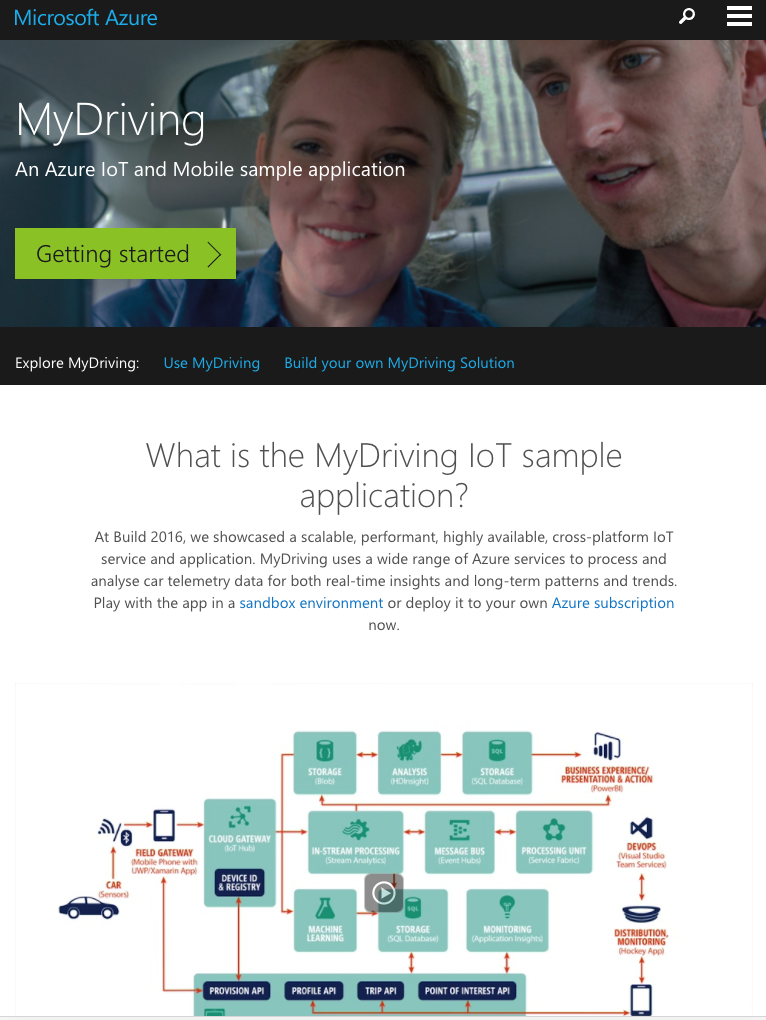 Microsoft Azure
MyDriving
An Azure IoT and Mobile sample application
Getting started
Explore MyDriving: Use MyDriving Build your own MyDriving Solution
What is the MyDriving IoT sample
application?
At Build 2016, we showcased a scalable, performant, highly available, cross-platform IoT
service and application. MyDriving uses a wide range of Azure services to process and
analyse car telemetry data for both real-time insights and long-term patterns and trends.
Play with the app in a sandbox environment or deploy it to your own Azure subscription
now.
STORAGE
(Blob)
ANALYSIS
(HDInsight)
SQL
STORAGE
(SQL Database)
BUSINESS EXPERIENCE/
PRESENTATION & ACTION
(PowerBI)
CAR
(Sensors)
FIELD GATEWAY
(Mobile Phone with
UWP/Xamarin App)
CLOUD GATEWAY
(IoT Hub)
DEVICE ID
& REGISTRY
IN-STREAM PROCESSING
(Stream Analytics)
MESSAGE BUS
(Event Hubs)
PROCESSING UNIT
(Service Fabric)
DEVOPS
(Visual Studio
Team Services)
MACHINE
LEARNING
SQL
STORAGE
(SQL Database)
MONITORING
(Application Insights)
DISTRIBUTION,
MONITORING
(Hockey App)
PROVISION API
PROFILE API
TRIP API
POINT OF INTEREST API